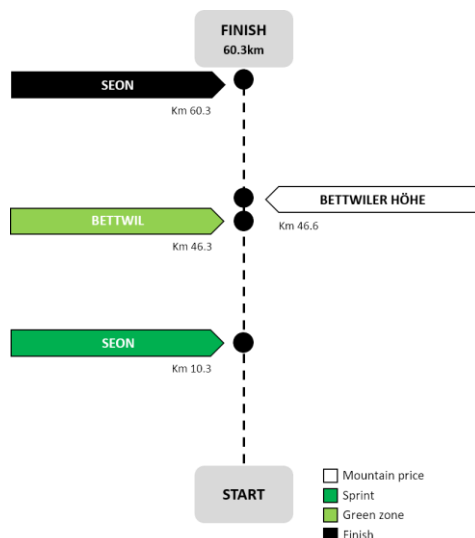 FINISH
60.3km
SEON
Km 60.3
BETTWILER HÖHE
BETTWIL
Km 46.6
Km 46.3
SEON
Km 10.3
START
Mountain price
Sprint
Green zone
Finish